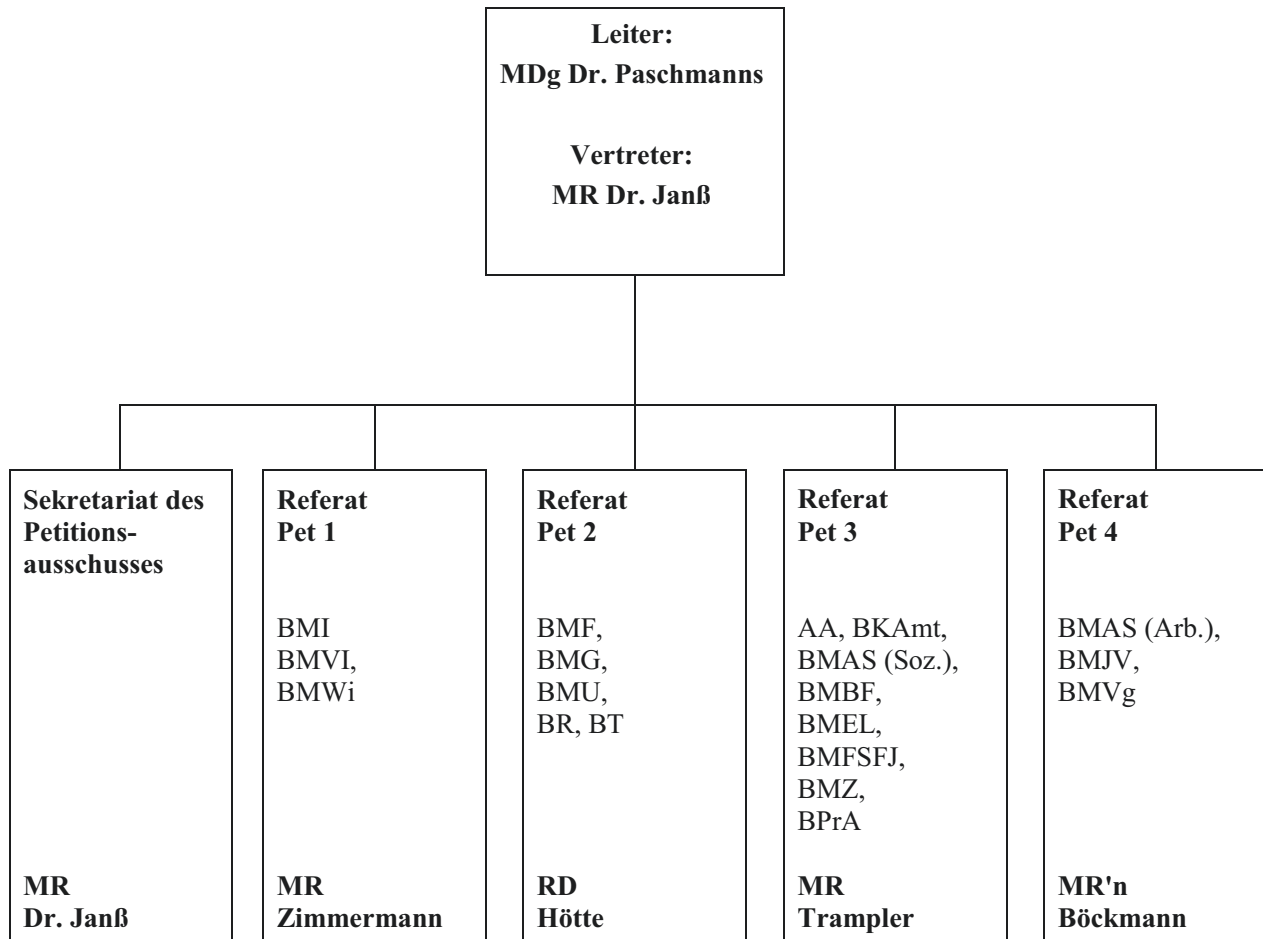 Leiter:
MDg Dr. Paschmanns
Vertreter:
MR Dr. Janß
Sekretariat des
Petitions-
ausschusses
MR
Dr. Janß
Referat
Pet 1
BMI
BMVI,
BMWi
MR
Zimmermann
Referat
Pet 2
BMF,
BMG,
BMU,
BR, BT
RD
Hötte
Referat
Pet 3
AA, BKAmt,
BMAS (Soz.),
BMBF,
BMEL,
BMFSFJ,
BMZ,
BPrA
MR
Trampler
Referat
Pet 4
BMAS (Arb.),
BMJV,
BMVg
MR'n
Böckmann